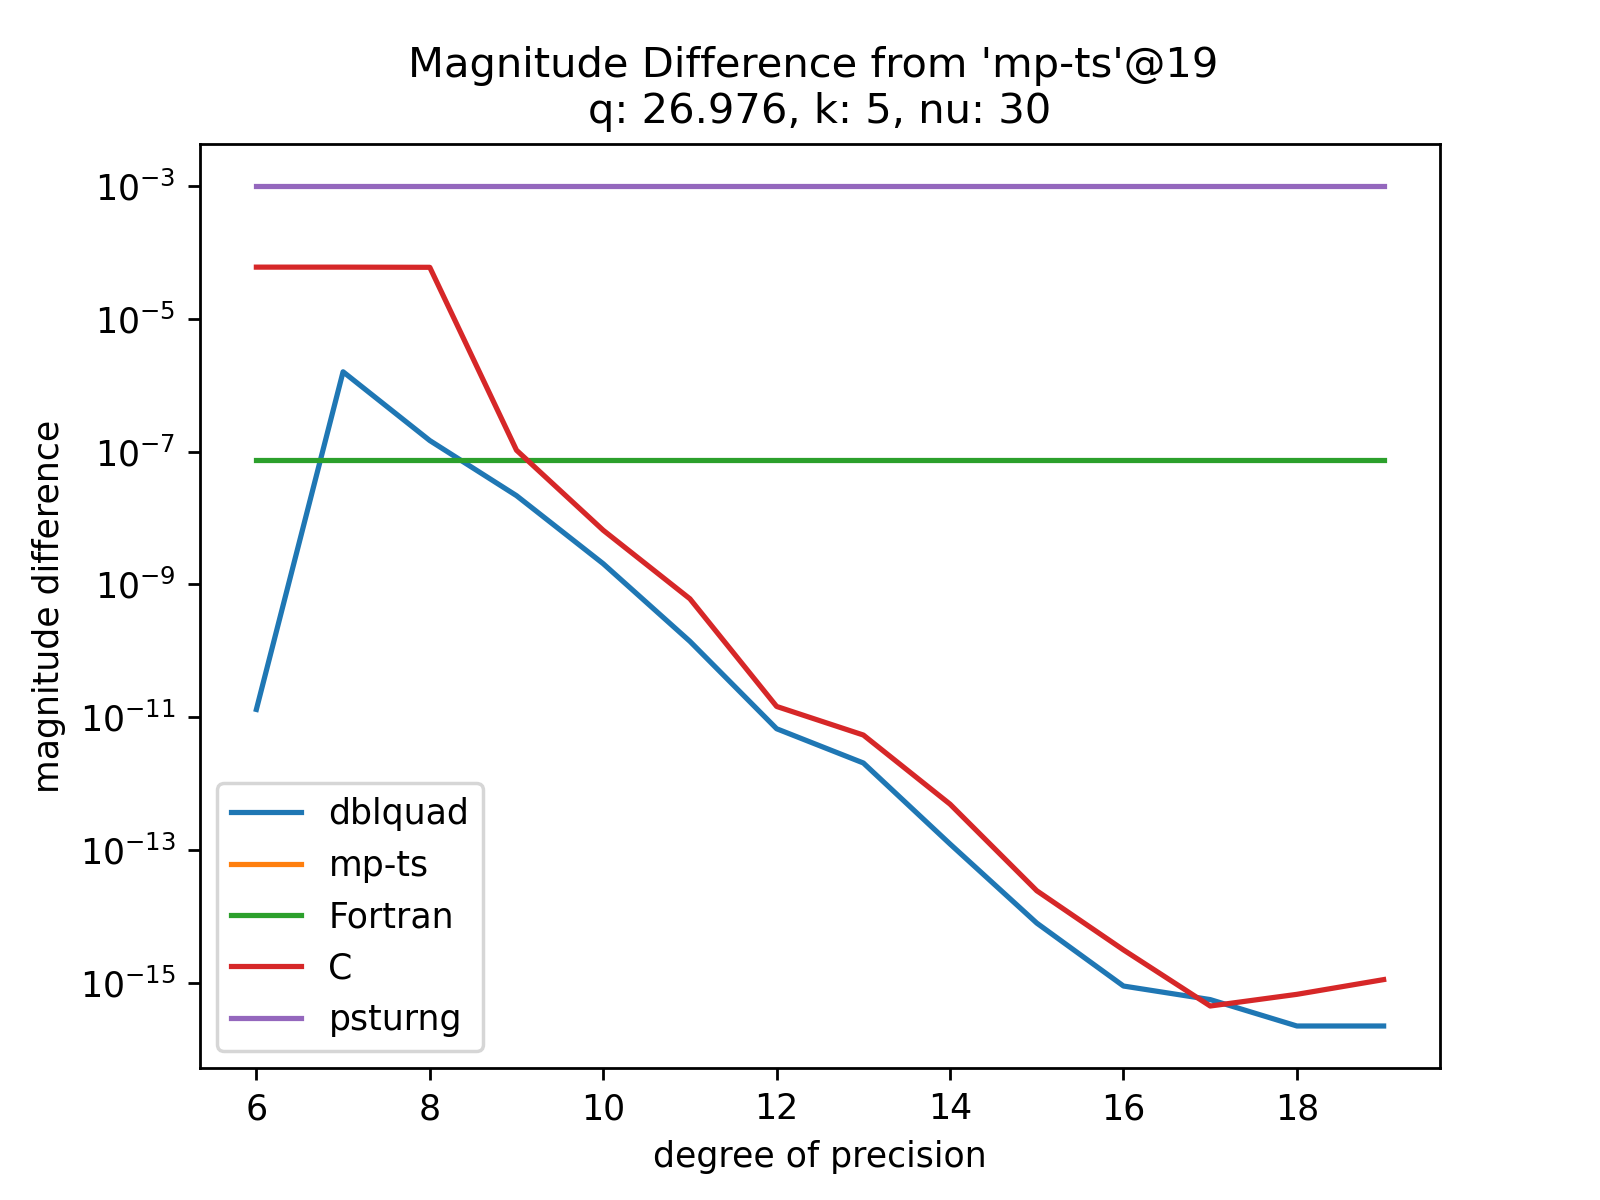 Magnitude Difference from 'mp-ts'@19
q: 26.976, k: 5, nu: 30
magnitude difference
10⁻³
10⁻⁵
10⁻⁷
10⁻⁹
10⁻¹¹
10⁻¹³
10⁻¹⁵
dblquad
mp-ts
Fortran
C
psturng
6 8 10 12 14 16 18
degree of precision